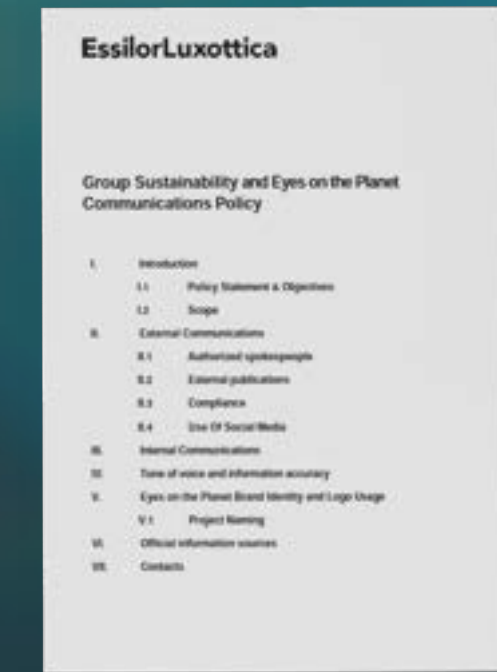 EssilorLuxottica
Group Sustainability and Eyes on the Planet
Communications Policy
I. Introduction
I.1 Policy Statement & Objectives
I.2 Scope
II. External Communications
II.1 Authorized spokespeople
II.2 External publications
II.3 Compliance
II.4 Use Of Social Media
III. Internal Communications
Tone of voice and information accuracy
V. Eyes on the Planet Brand Identity and Logo Usage
V.1 Project Naming
VI. Official information sources
VII. Contacts